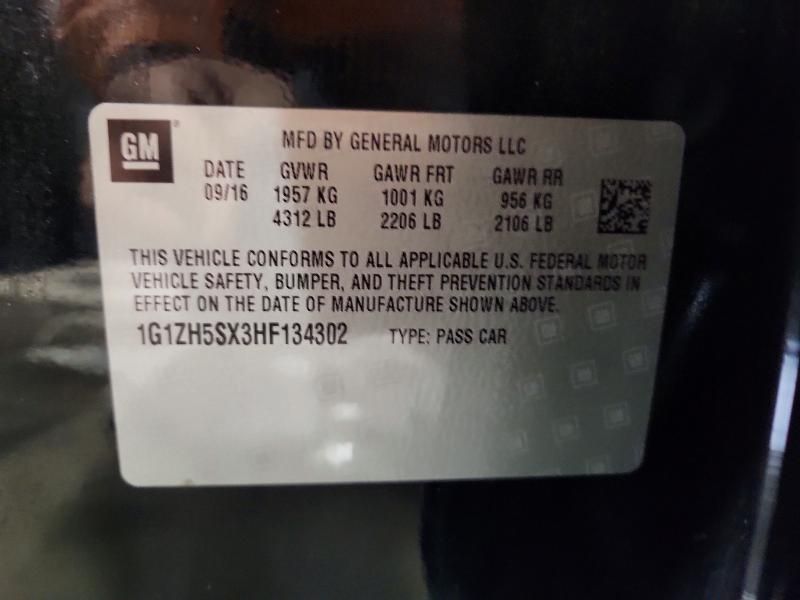 GM
MFD BY GENERAL MOTORS LLC
DATE GVWR GAWR FRT GAWR RR
09/16 1957 KG 1001 KG 956 KG
4312 LB 2206 LB 2106 LB
THIS VEHICLE CONFORMS TO ALL APPLICABLE U.S. FEDERAL MOTOR
VEHICLE SAFETY, BUMPER, AND THEFT PREVENTION STANDARDS IN
EFFECT ON THE DATE OF MANUFACTURE SHOWN ABOVE.
1G1ZH5SX3HF134302 TYPE: PASS CAR